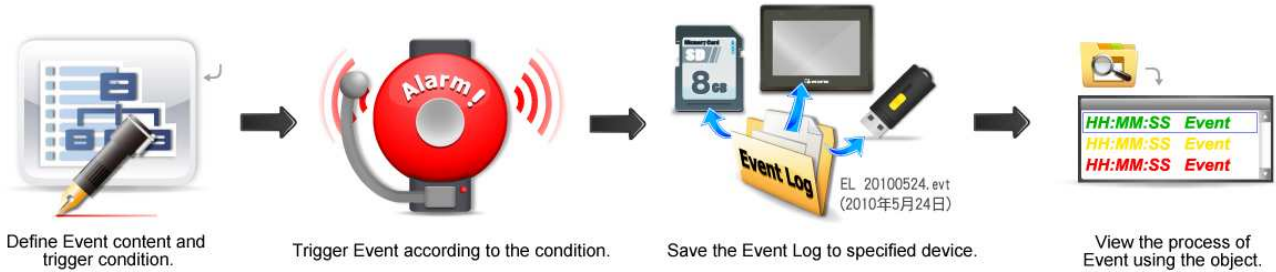 Alarm!
Memory Card
SD
8GB
Event Log
EL 20100524.evt
(2010年5月24日)
HH:MM:SS Event
HH:MM:SS Event
HH:MM:SS Event
Define Event content and
trigger condition.
Trigger Event according to the condition.
Save the Event Log to specified device.
View the process of
Event using the object.